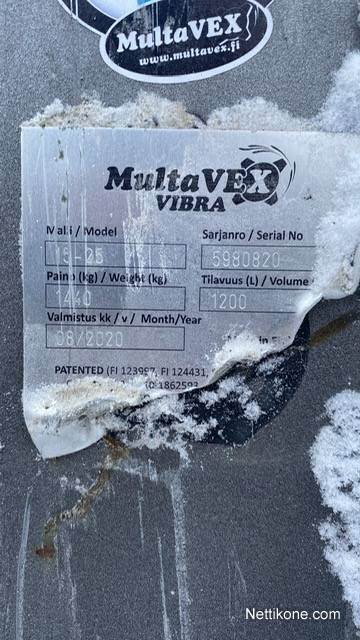 MultaVEX
www.multavex.fi
MultaVEX
VIBRA
Malli / Model
Sarjanro / Serial No
5980820
Paino (kg) / Weight (kg)
Tilavuus (L) / Volume
1440
1200
Valmistus kk / v / Month/Year
08/2020
PATENTED (FI 123997, FI 124431,
1862593
Nettikone.com